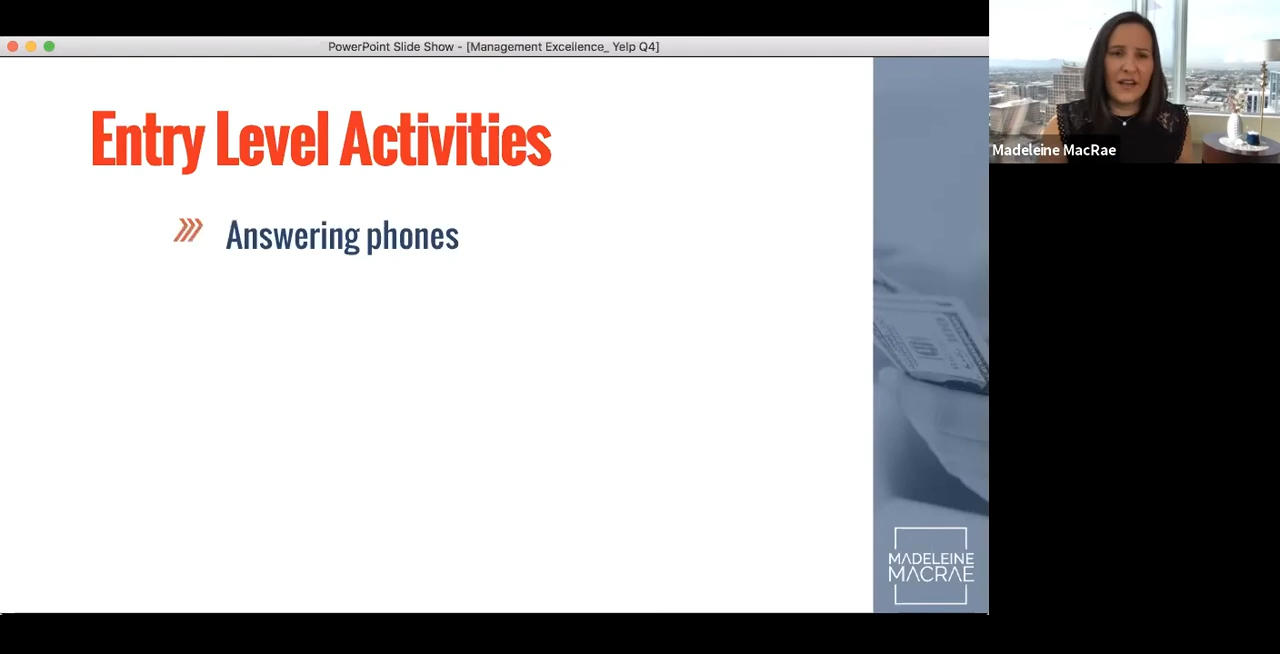 PowerPoint Slide Show - [Management Excellence_ Yelp Q4]
Entry Level Activities
Answering phones
Madeleine MacRae
MADELEINE
MACRAE